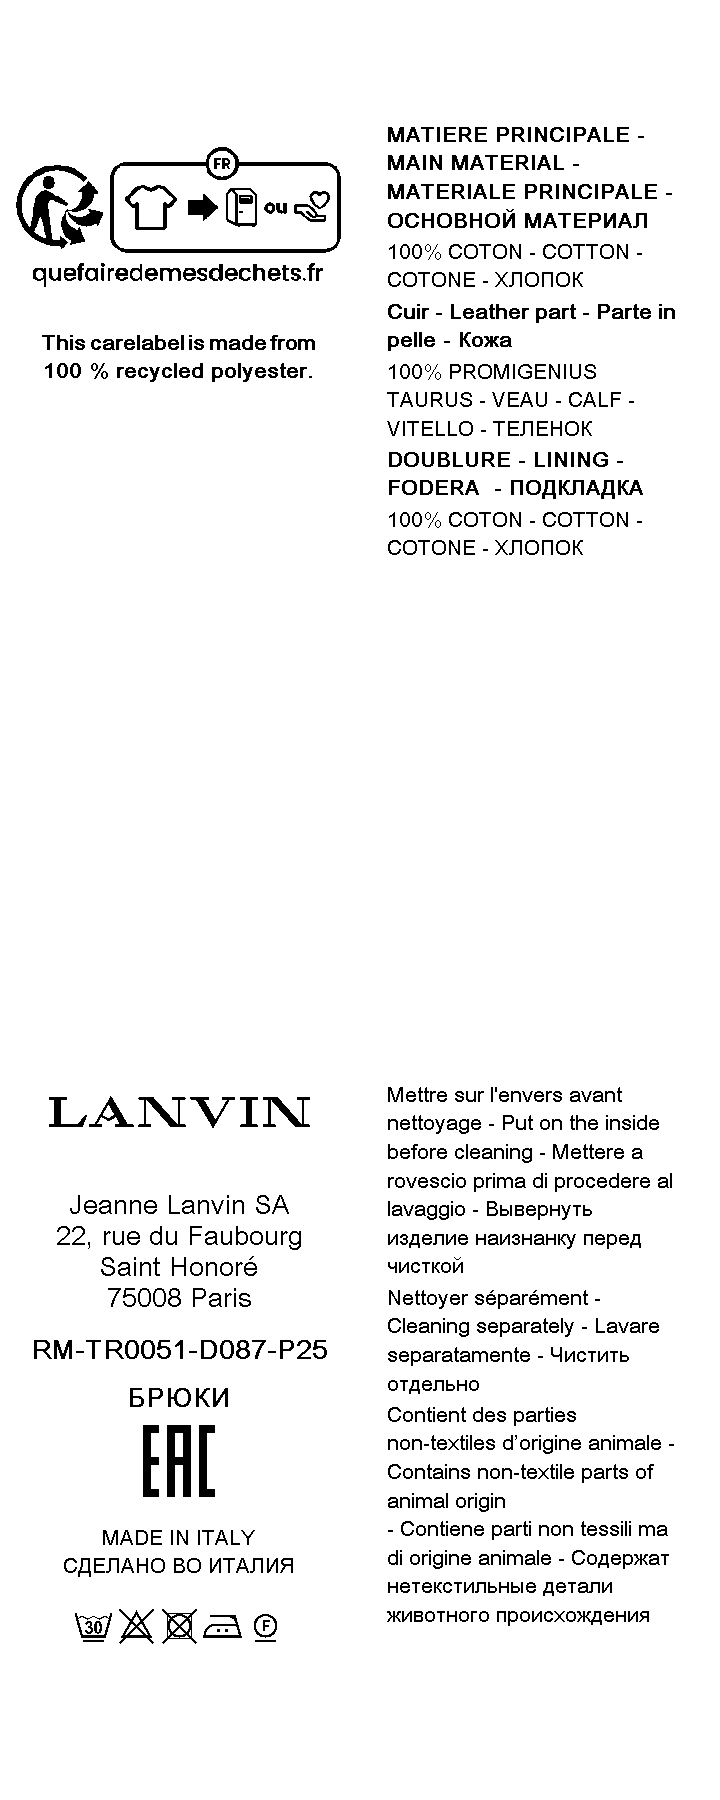 FR
ou
quefairedemesdechets.fr
This carelabel is made from
100 % recycled polyester.
MATIERE PRINCIPALE -
MAIN MATERIAL -
MATERIALE PRINCIPALE -
ОСНОВНОЙ МАТЕРИАЛ
100% COTON - COTTON -
COTONE - ХЛОПОК
Cuir - Leather part - Parte in
pelle - Кожа
100% PROMIGENIUS
TAURUS - VEAU - CALF -
VITELLO - ТЕЛЕНОК
DOUBLURE - LINING -
FODERA - ПОДКЛАДКА
100% COTON - COTTON -
COTONE - ХЛОПОК
LANVIN
Jeanne Lanvin SA
22, rue du Faubourg
Saint Honoré
75008 Paris
RM-TR0051-D087-P25
БРЮКИ
EAC
MADE IN ITALY
СДЕЛАНО ВО ИТАЛИЯ
30 F
Mettre sur l'envers avant
nettoyage - Put on the inside
before cleaning - Mettere a
rovescio prima di procedere al
lavaggio - Вывернуть
изделие наизнанку перед
чисткой
Nettoyer séparément -
Cleaning separately - Lavare
separatamente - Чистить
отдельно
Contient des parties
non-textiles d’origine animale -
Contains non-textile parts of
animal origin
- Contiene parti non tessili ma
di origine animale - Содержат
нетекстильные детали
животного происхождения